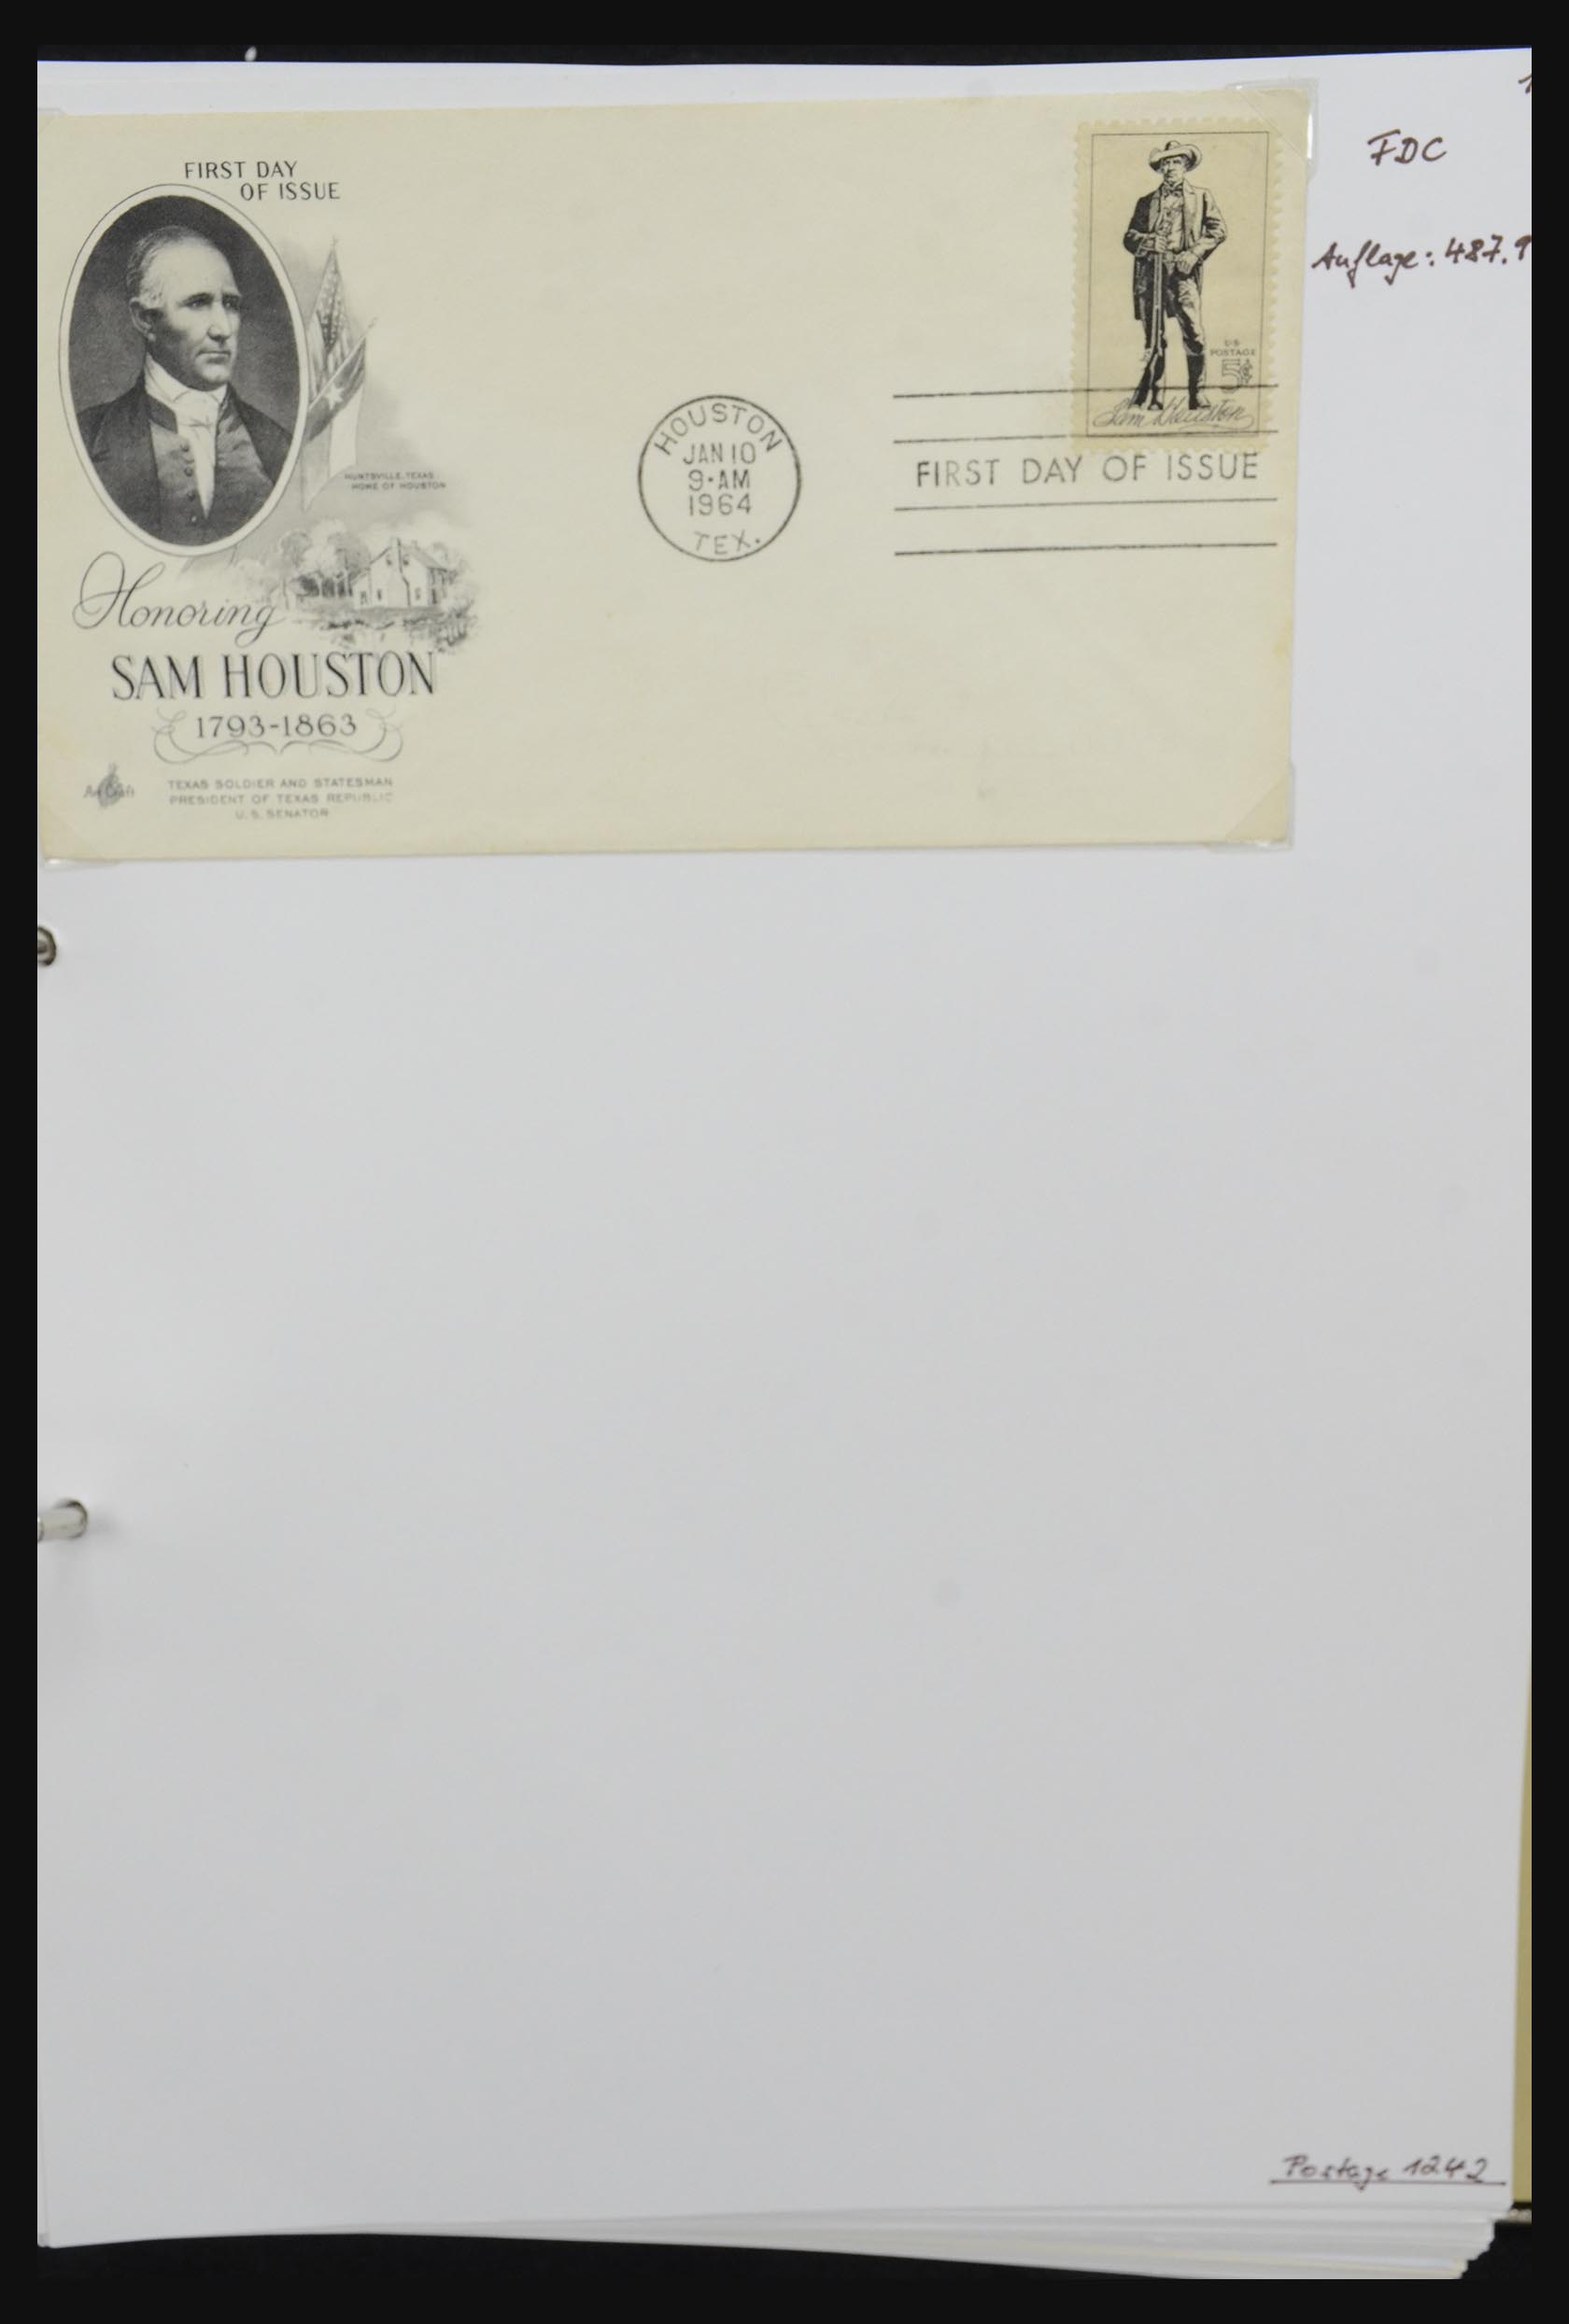 FDC
Auflage: 487.9
FIRST DAY
OF ISSUE
HUNTSVILLE, TEXAS
HOME OF HOUSTON
Honoring
SAM HOUSTON
1793-1863
ArtCraft
TEXAS SOLDIER AND STATESMAN
PRESIDENT OF TEXAS REPUBLIC
U.S. SENATOR
HOUSTON
JAN 10
9-AM
1964
TEX.
U·S
POSTAGE
5¢
Sam Houston
FIRST DAY OF ISSUE
Postage 1242